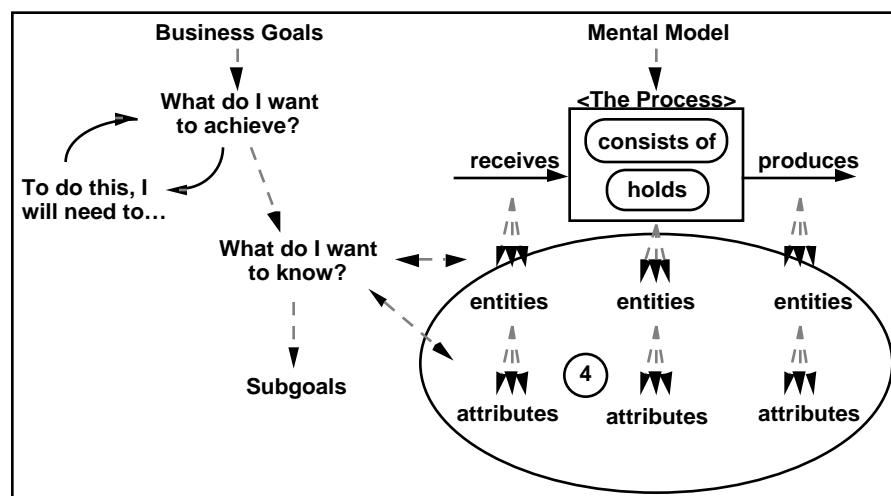 Business Goals
Mental Model
What do I want
to achieve?
<The Process>
consists of
receives
produces
holds
To do this, I
will need to…
What do I want
to know?
entities
entities
entities
4
Subgoals
attributes
attributes
attributes